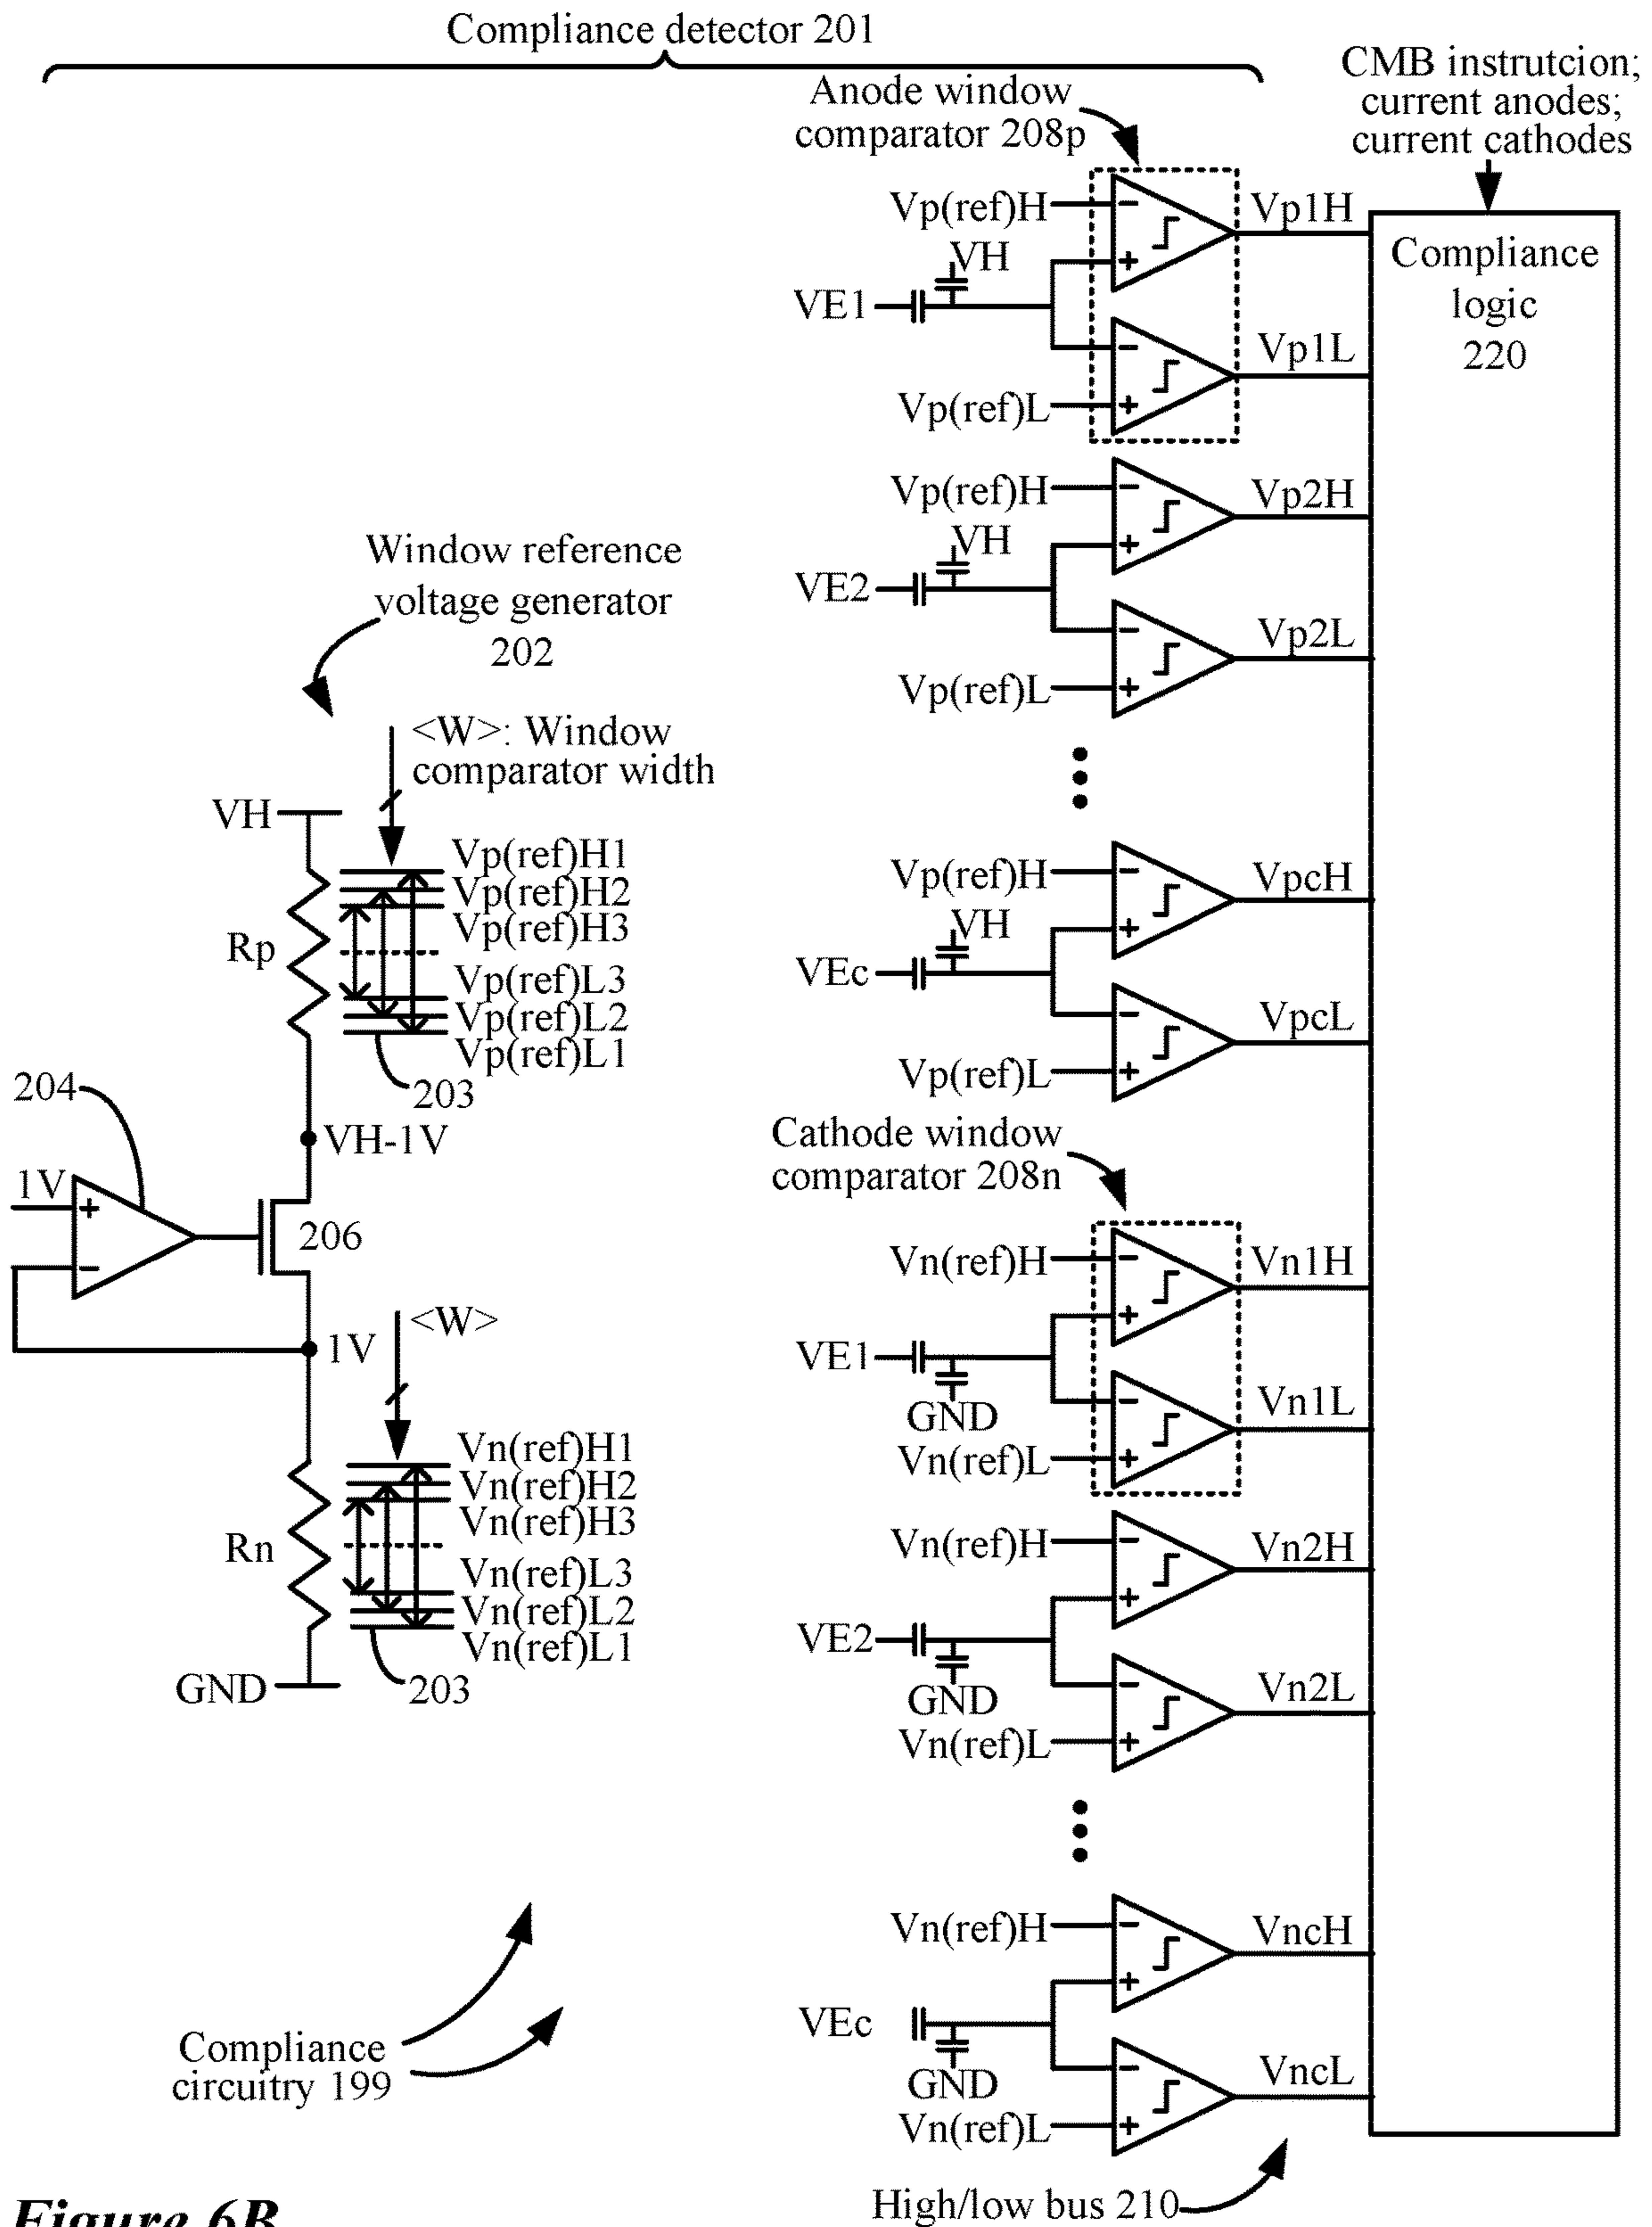 Compliance detector 201
CMB instrutcion;
current anodes;
current cathodes
Anode window
comparator 208p
Vp(ref)H
−
Vp1H
VH
+
VE1
−
Vp1L
Vp(ref)L
+
Compliance
logic
220
Vp(ref)H
−
Vp2H
VH
+
VE2
−
Vp2L
Vp(ref)L
+
Window reference
voltage generator
202
<W>: Window
comparator width
VH
Vp(ref)H1
Vp(ref)H2
Vp(ref)H3
Rp
Vp(ref)L3
Vp(ref)L2
Vp(ref)L1
203
Vp(ref)H
−
VpcH
VH
+
VEc
−
VpcL
Vp(ref)L
+
204
VH-1V
1V
+
−
206
1V
<W>
Vn(ref)H1
Vn(ref)H2
Vn(ref)H3
Rn
Vn(ref)L3
Vn(ref)L2
Vn(ref)L1
GND
203
Cathode window
comparator 208n
Vn(ref)H
−
Vn1H
+
VE1
−
Vn1L
GND
Vn(ref)L
+
Vn(ref)H
−
Vn2H
+
VE2
−
Vn2L
GND
Vn(ref)L
+
Vn(ref)H
−
VncH
+
VEc
−
VncL
GND
Vn(ref)L
+
Compliance
circuitry 199
High/low bus 210
Figure 6B